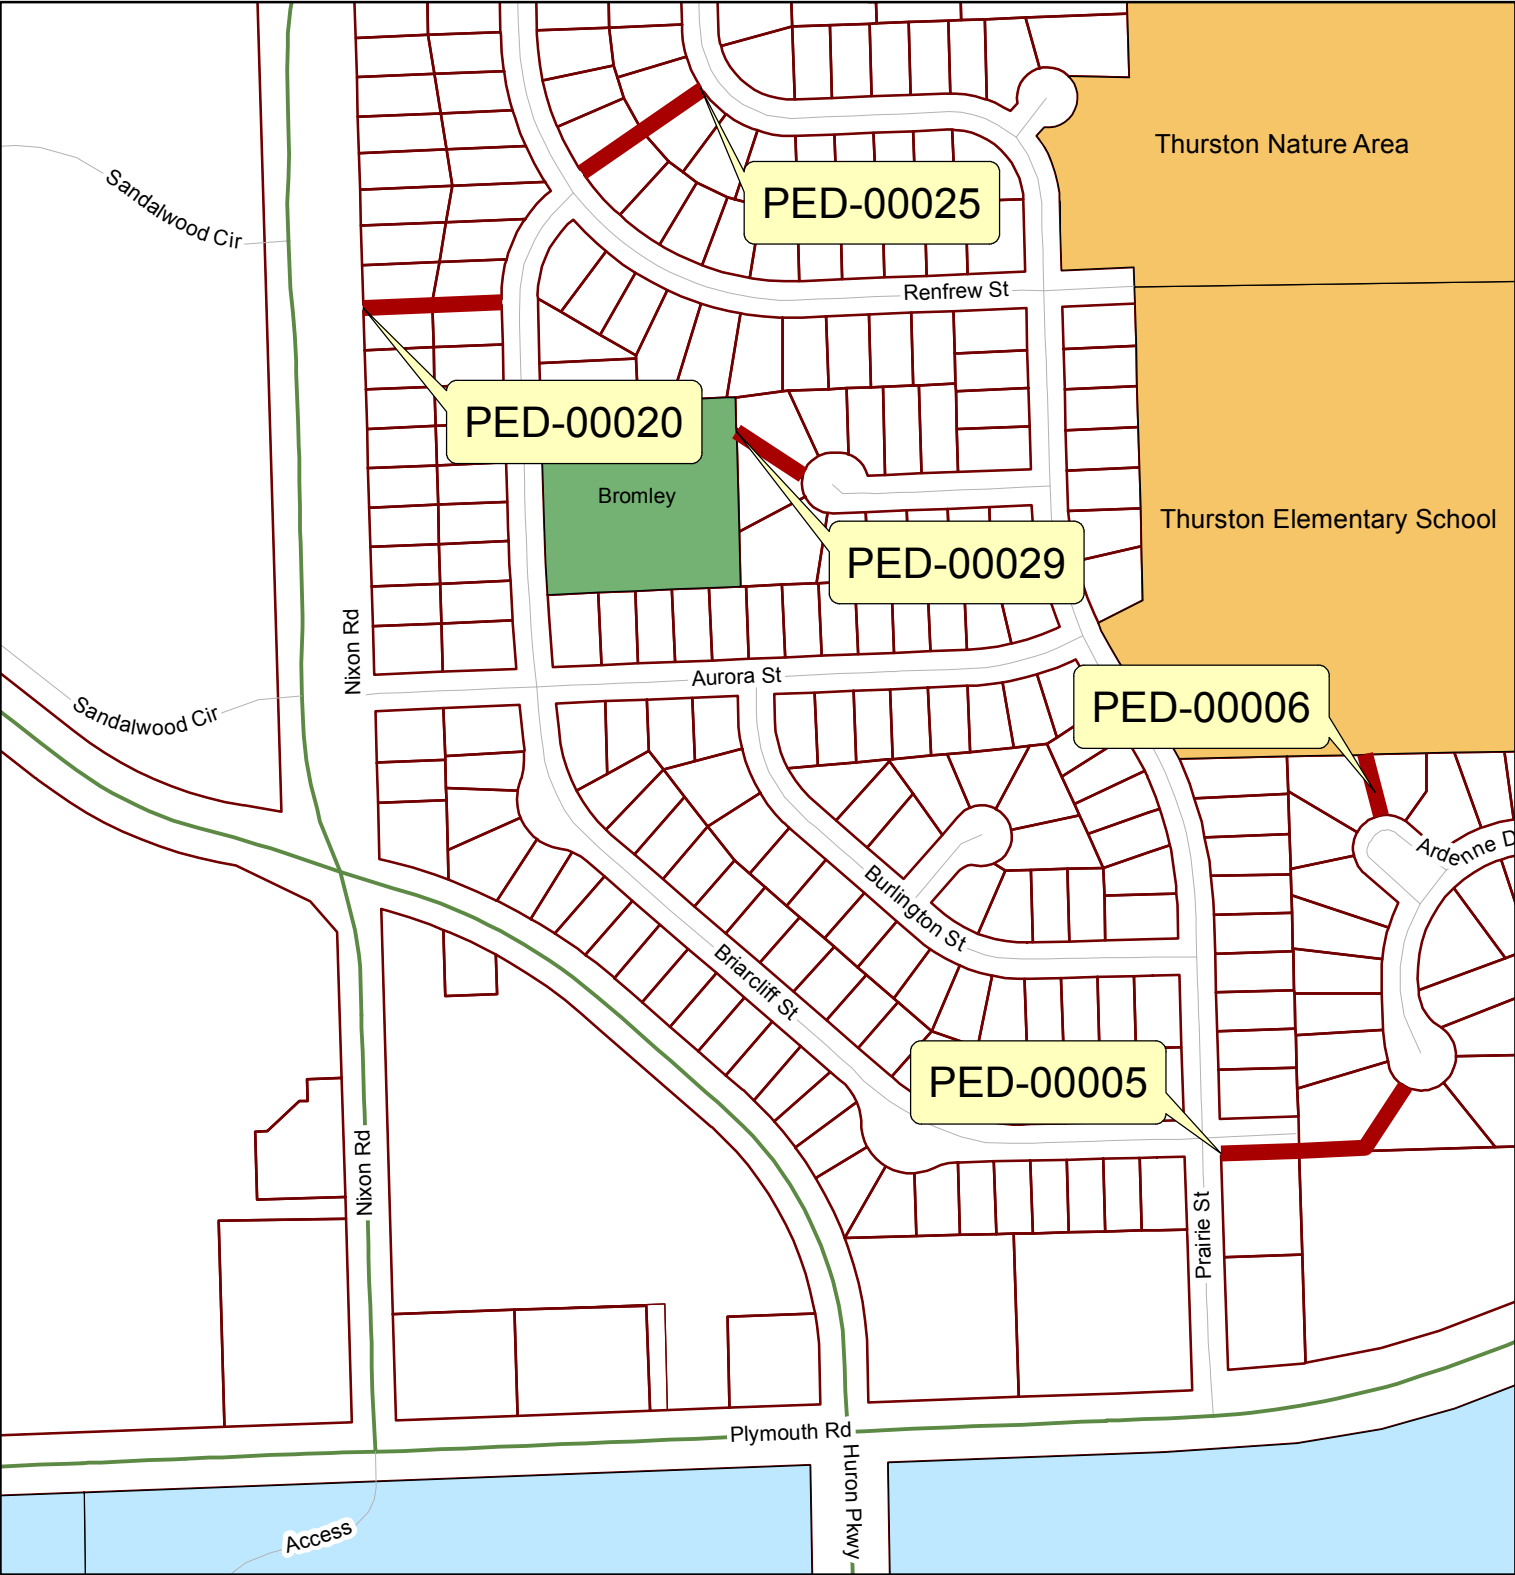 Thurston Nature Area
Sandalwood Cir
PED-00025
Renfrew St
PED-00020
Bromley
Thurston Elementary School
PED-00029
Nixon Rd
Aurora St
Sandalwood Cir
PED-00006
Ardenne D
Burlington St
Briarcliff St
PED-00005
Nixon Rd
Prairie St
Plymouth Rd
Huron Pkwy
Access